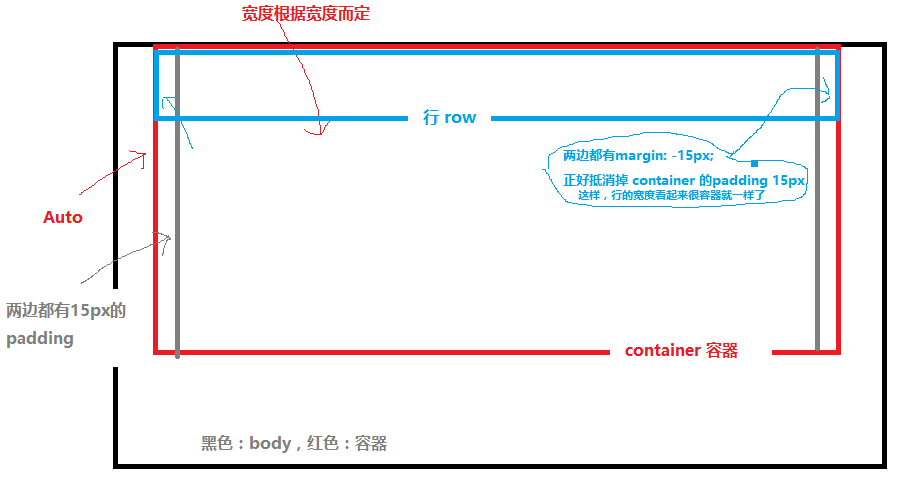 宽度根据宽度而定
行 row
两边都有margin: -15px;
正好抵消掉 container 的padding 15px,
这样，行的宽度看起来很容器就一样了
Auto
两边都有15px的
padding
container 容器
黑色：body，红色：容器